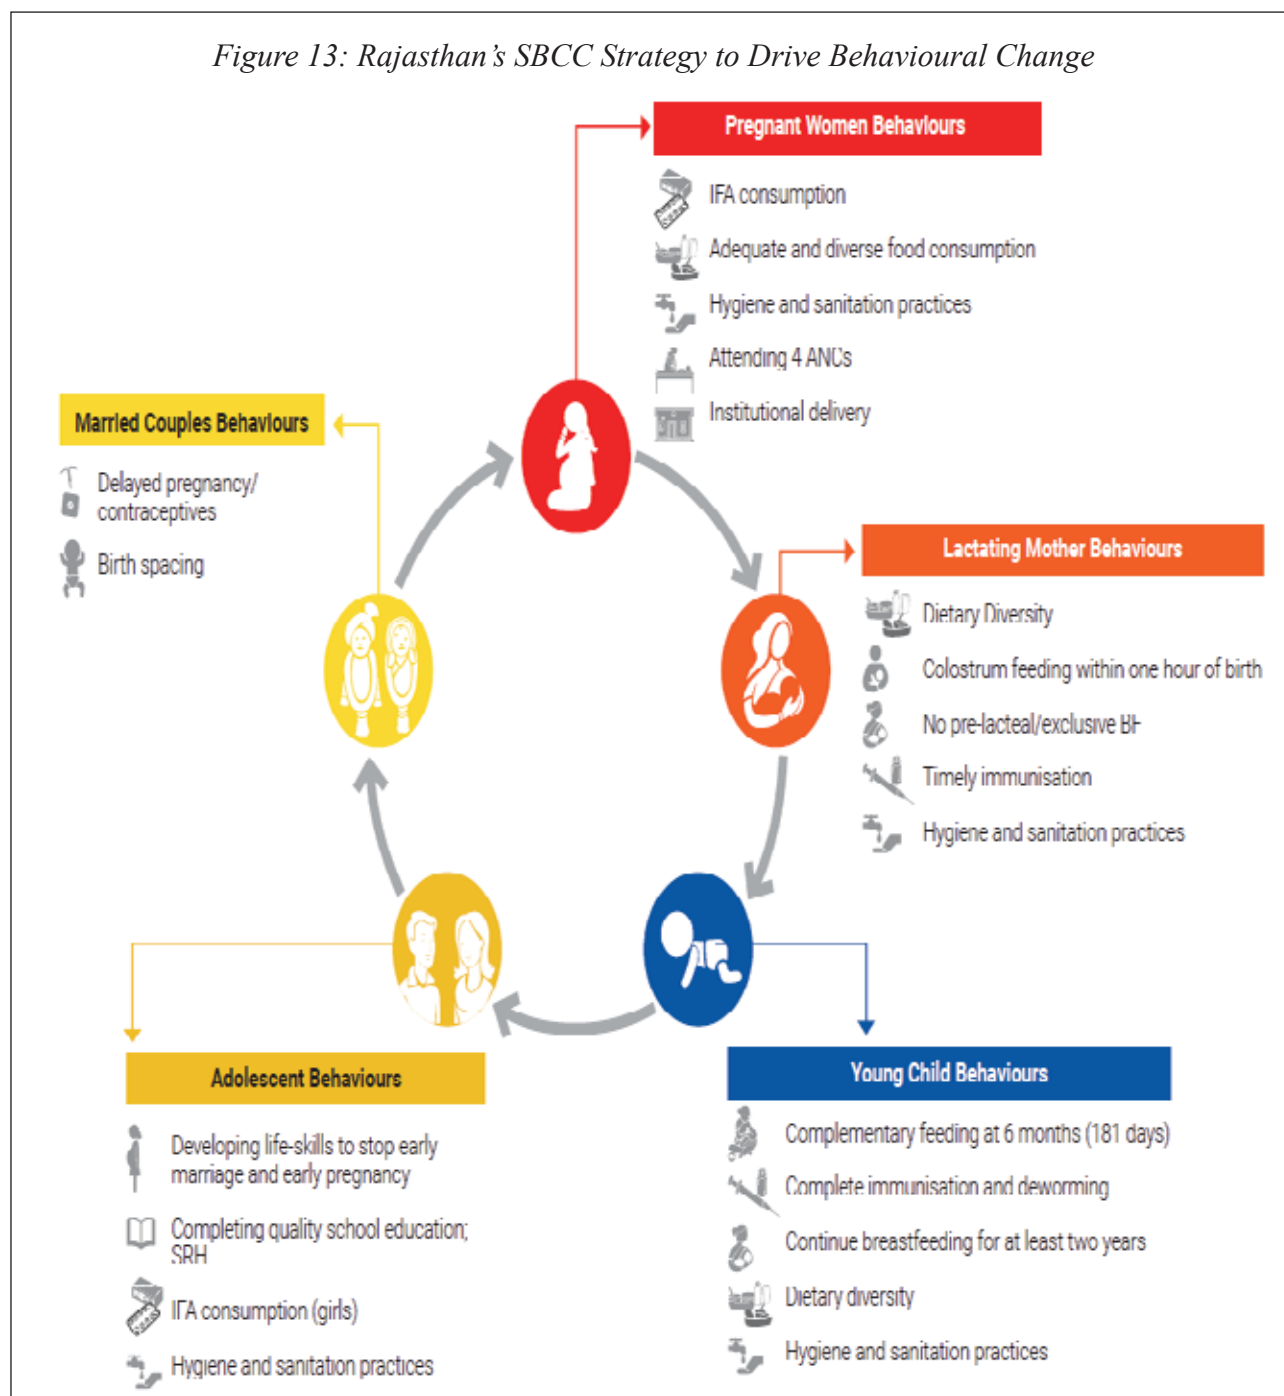 Figure 13: Rajasthan's SBCC Strategy to Drive Behavioural Change
Pregnant Women Behaviours
IFA consumption
Adequate and diverse food consumption
Hygiene and sanitation practices
Attending 4 ANCs
Institutional delivery
Married Couples Behaviours
Delayed pregnancy/
contraceptives
Birth spacing
Lactating Mother Behaviours
Dietary Diversity
Colostrum feeding within one hour of birth
No pre-lacteal/exclusive BF
Timely immunisation
Hygiene and sanitation practices
Adolescent Behaviours
Developing life-skills to stop early
marriage and early pregnancy
Completing quality school education;
SRH
IFA consumption (girls)
Hygiene and sanitation practices
Young Child Behaviours
Complementary feeding at 6 months (181 days)
Complete immunisation and deworming
Continue breastfeeding for at least two years
Dietary diversity
Hygiene and sanitation practices